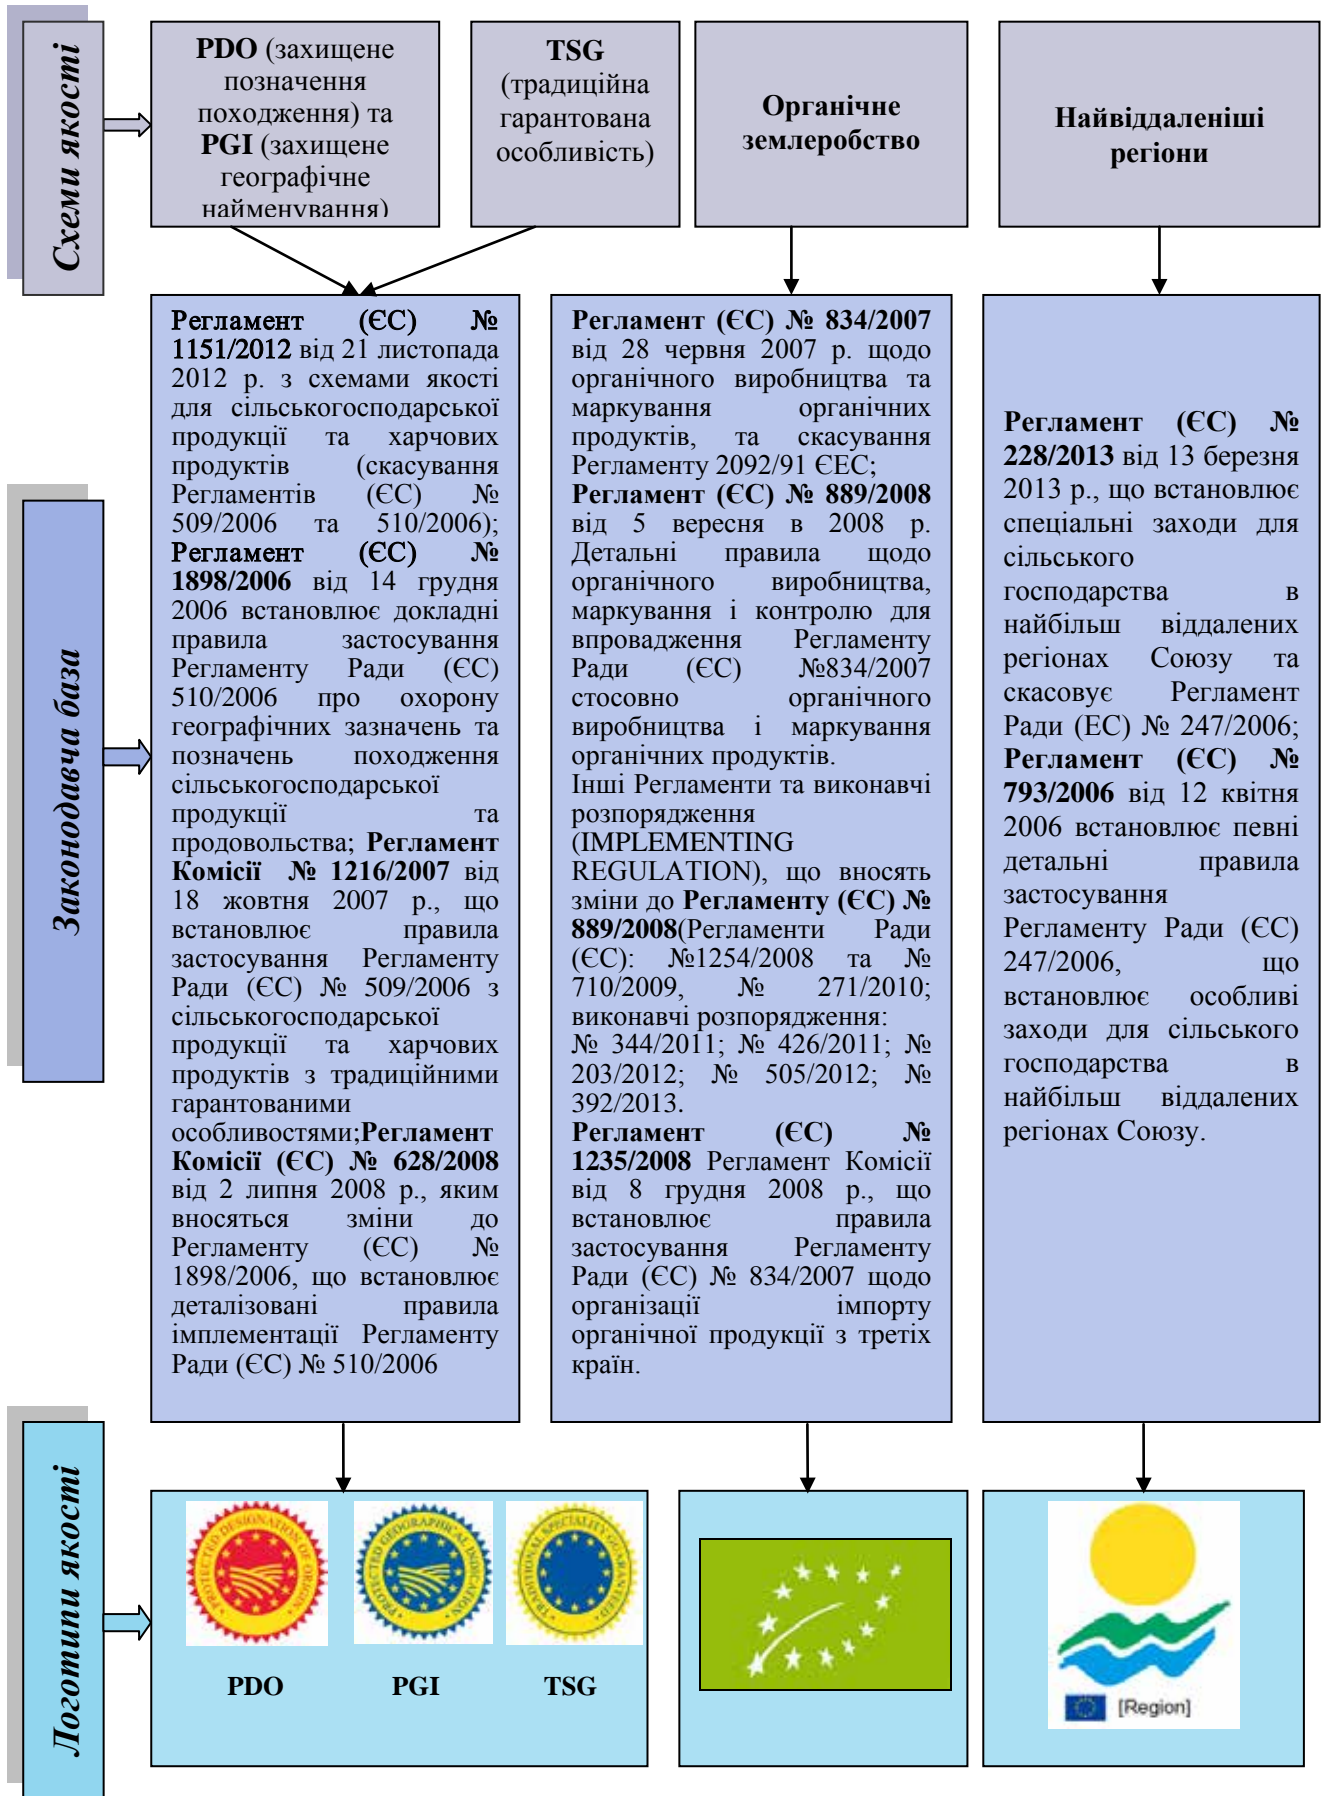 Схеми якості
PDO (захищене
позначення
походження) та
PGI (захищене
географічне
найменування)
TSG
(традиційна
гарантована
особливість)
Органічне
землеробство
Найвіддаленіші
регіони
Законодавча база
Регламент (ЄС) №
1151/2012 від 21 листопада
2012 р. з схемами якості
для сільськогосподарської
продукції та харчових
продуктів (скасування
Регламентів (ЄС) №
509/2006 та 510/2006);
Регламент (ЄС) №
1898/2006 від 14 грудня
2006 встановлює докладні
правила застосування
Регламенту Ради (ЄС)
510/2006 про охорону
географічних зазначень та
позначень походження
сільськогосподарської
продукції та
продовольства; Регламент
Комісії № 1216/2007 від
18 жовтня 2007 р., що
встановлює правила
застосування Регламенту
Ради (ЄС) № 509/2006 з
сільськогосподарської
продукції та харчових
продуктів з традиційними
гарантованими
особливостями;Регламент
Комісії (ЄС) № 628/2008
від 2 липня 2008 р., яким
вносяться зміни до
Регламенту (ЄС) №
1898/2006, що встановлює
деталізовані правила
імплементації Регламенту
Ради (ЄС) № 510/2006
Регламент (ЄС) № 834/2007
від 28 червня 2007 р. щодо
органічного виробництва та
маркування органічних
продуктів, та скасування
Регламенту 2092/91 ЄЕС;
Регламент (ЄС) № 889/2008
від 5 вересня в 2008 р.
Детальні правила щодо
органічного виробництва,
маркування і контролю для
впровадження Регламенту
Ради (ЄС) №834/2007
стосовно органічного
виробництва і маркування
органічних продуктів.
Інші Регламенти та виконавчі
розпорядження
(IMPLEMENTING
REGULATION), що вносять
зміни до Регламенту (ЄС) №
889/2008(Регламенти Ради
(ЄС): №1254/2008 та №
710/2009, № 271/2010;
виконавчі розпорядження:
№ 344/2011; № 426/2011; №
203/2012; № 505/2012; №
392/2013.
Регламент (ЄС) №
1235/2008 Регламент Комісії
від 8 грудня 2008 р., що
встановлює правила
застосування Регламенту
Ради (ЄС) № 834/2007 щодо
організації імпорту
органічної продукції з третіх
країн.
Регламент (ЄС) №
228/2013 від 13 березня
2013 р., що встановлює
спеціальні заходи для
сільського
господарства в
найбільш віддалених
регіонах Союзу та
скасовує Регламент
Ради (ЕС) № 247/2006;
Регламент (ЄС) №
793/2006 від 12 квітня
2006 встановлює певні
детальні правила
застосування
Регламенту Ради (ЄС)
247/2006, що
встановлює особливі
заходи для сільського
господарства в
найбільш віддалених
регіонах Союзу.
Логотипи якості
PROTECTED DESIGNATION OF ORIGIN
PROTECTED GEOGRAPHICAL INDICATION
TRADITIONAL SPECIALITY GUARANTEED
PDO
PGI
TSG
[Region]